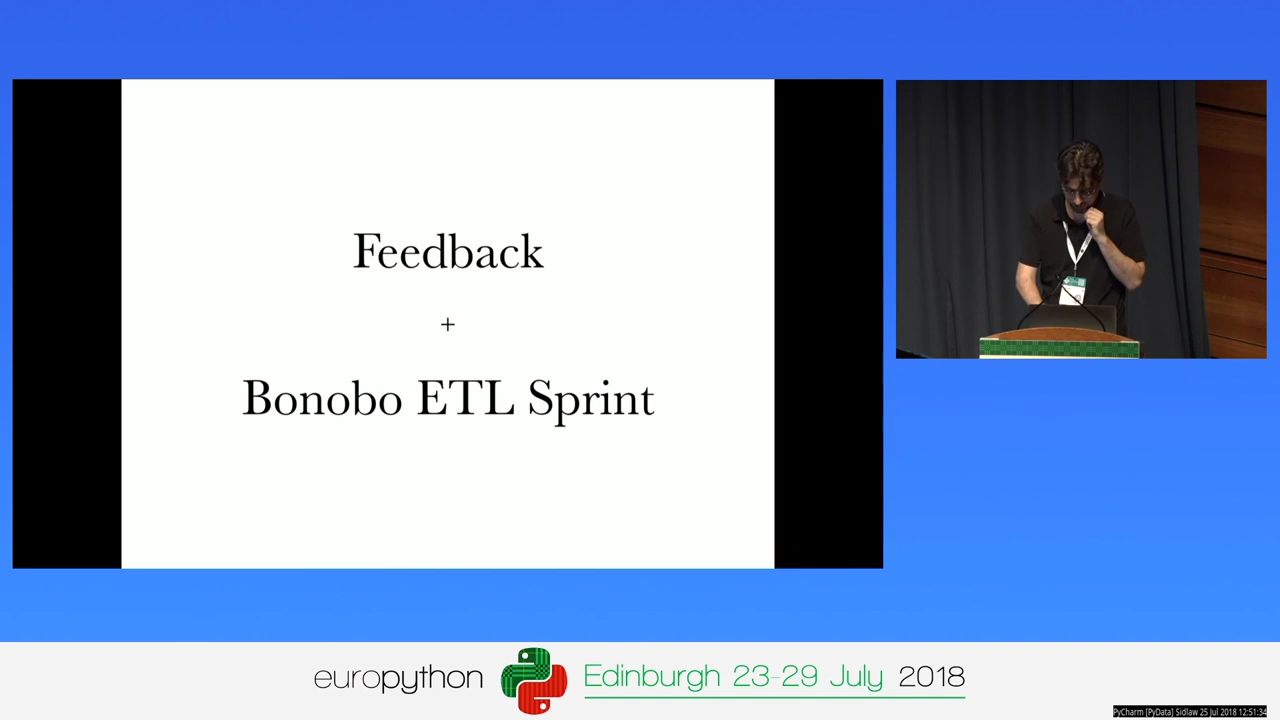 Feedback
+
Bonobo ETL Sprint
europython Edinburgh 23-29 July 2018
PyCharm [PyData] Sidlaw 25 Jul 2018 12:51:34